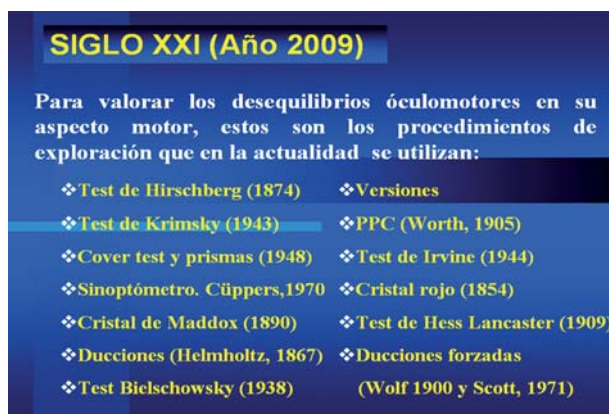 SIGLO XXI (Año 2009)
Para valorar los desequilibrios óculomotores en su
aspecto motor, estos son los procedimientos de
exploración que en la actualidad se utilizan:
❖Test de Hirschberg (1874)
❖Test de Krimsky (1943)
❖Cover test y prismas (1948)
❖Sinoptómetro. Cüppers,1970
❖Cristal de Maddox (1890)
❖Ducciones (Helmholtz, 1867)
❖Test Bielschowsky (1938)
❖Versiones
❖PPC (Worth, 1905)
❖Test de Irvine (1944)
❖Cristal rojo (1854)
❖Test de Hess Lancaster (1909)
❖Ducciones forzadas
(Wolf 1900 y Scott, 1971)